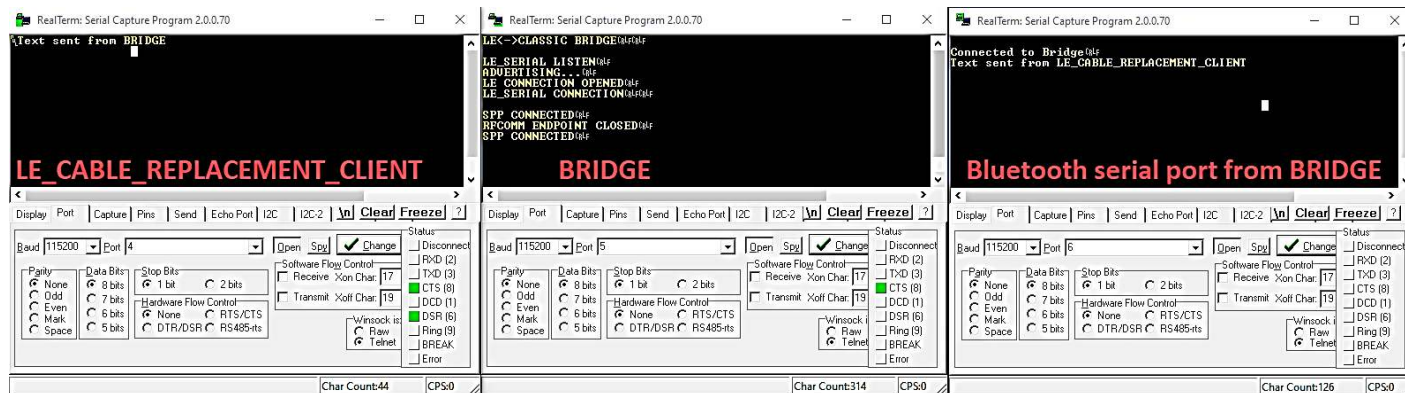 RealTerm: Serial Capture Program 2.0.0.70
\Text sent from BRIDGE
LE_CABLE_REPLACEMENT_CLIENT
Display Port Capture Pins Send Echo Port I2C I2C-2 \n Clear Freeze ?
Baud 115200 Port 4 Open Spy Change
Parity
None
Odd
Even
Mark
Space
Data Bits
8 bits
7 bits
6 bits
5 bits
Stop Bits
1 bit 2 bits
Hardware Flow Control
None RTS/CTS
DTR/DSR RS485-rts
Software Flow Control
Receive Xon Char: 17
Transmit Xoff Char: 19
Winsock is:
Raw
Telnet
Status
Disconnect
RXD (2)
TXD (3)
CTS (8)
DCD (1)
DSR (6)
Ring (9)
BREAK
Error
Char Count:44 CPS:0
RealTerm: Serial Capture Program 2.0.0.70
LE<->CLASSIC BRIDGECRLFCRLF
LE_SERIAL LISTENCRLF
ADVERTISING...CRLF
LE CONNECTION OPENEDCRLF
LE_SERIAL CONNECTIONCRLFCRLF
SPP CONNECTEDCRLF
RFCOMM ENDPOINT CLOSEDCRLF
SPP CONNECTEDCRLF
BRIDGE
Display Port Capture Pins Send Echo Port I2C I2C-2 \n Clear Freeze ?
Baud 115200 Port 5 Open Spy Change
Parity
None
Odd
Even
Mark
Space
Data Bits
8 bits
7 bits
6 bits
5 bits
Stop Bits
1 bit 2 bits
Hardware Flow Control
None RTS/CTS
DTR/DSR RS485-rts
Software Flow Control
Receive Xon Char: 17
Transmit Xoff Char: 19
Winsock i
Raw
Telnet
Status
Disconnect
RXD (2)
TXD (3)
CTS (8)
DCD (1)
DSR (6)
Ring (9)
BREAK
Error
Char Count:314 CPS:0
RealTerm: Serial Capture Program 2.0.0.70
Connected to BridgeCRLF
Text sent from LE_CABLE_REPLACEMENT_CLIENT
Bluetooth serial port from BRIDGE
Display Port Capture Pins Send Echo Port I2C I2C-2 \n Clear Freeze ?
Baud 115200 Port 6 Open Spy Change
Parity
None
Odd
Even
Mark
Space
Data Bits
8 bits
7 bits
6 bits
5 bits
Stop Bits
1 bit 2 bits
Hardware Flow Control
None RTS/CTS
DTR/DSR RS485-rts
Software Flow Control
Receive Xon Char: 17
Transmit Xoff Char: 19
Winsock i
Raw
Telnet
Status
Disconnect
RXD (2)
TXD (3)
CTS (8)
DCD (1)
DSR (6)
Ring (9)
BREAK
Error
Char Count:126 CPS:0